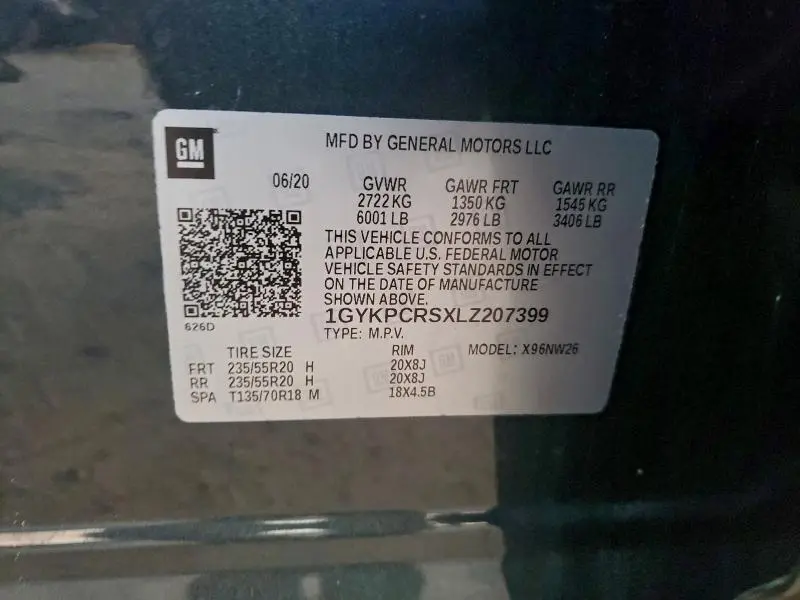 GM
MFD BY GENERAL MOTORS LLC
06/20 GVWR GAWR FRT GAWR RR
2722 KG 1350 KG 1545 KG
6001 LB 2976 LB 3406 LB
THIS VEHICLE CONFORMS TO ALL
APPLICABLE U.S. FEDERAL MOTOR
VEHICLE SAFETY STANDARDS IN EFFECT
ON THE DATE OF MANUFACTURE
SHOWN ABOVE.
1GYKPCRSXLZ207399
626D
TYPE: M.P.V.
TIRE SIZE RIM MODEL: X96NW26
FRT 235/55R20 H 20X8J
RR 235/55R20 H 20X8J
SPA T135/70R18 M 18X4.5B